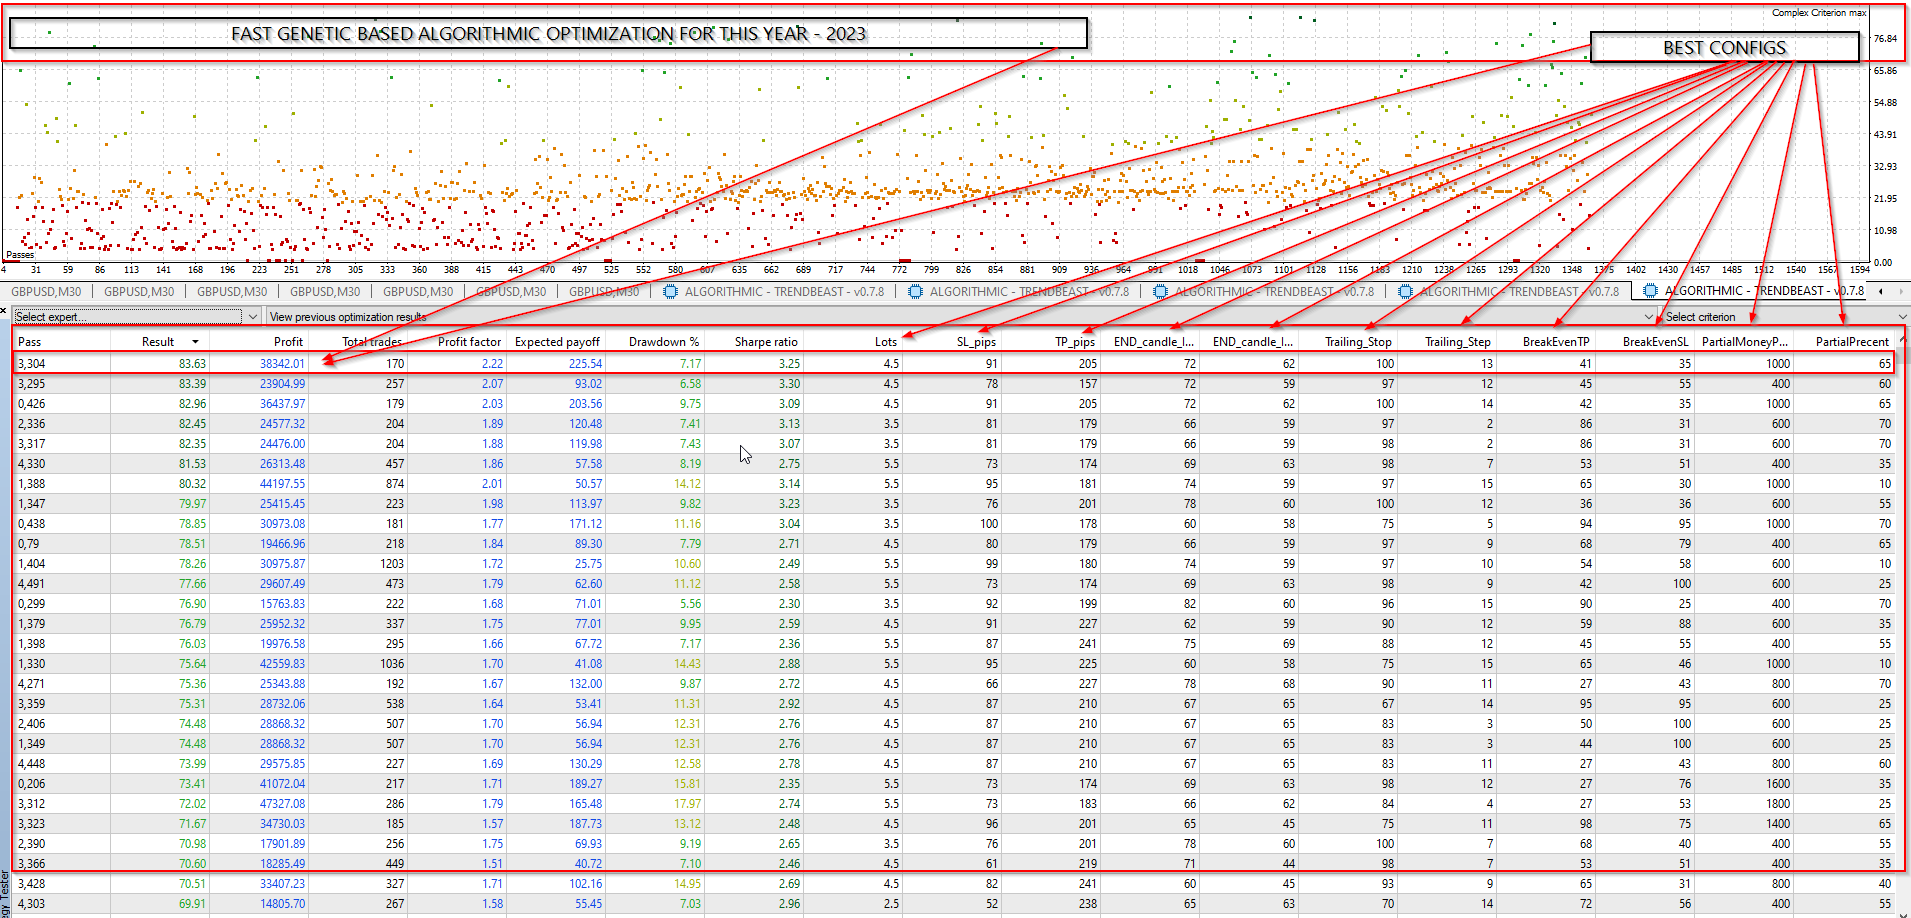 Complex Criterion max
FAST GENETIC BASED ALGORITHMIC OPTIMIZATION FOR THIS YEAR - 2023
BEST CONFIGS
76.84
65.86
54.88
43.91
32.93
21.95
10.98
0.00
Passes
4 31 59 86 113 141 168 196 223 251 278 305 333 360 388 415 443 470 497 525 552 580 607 635 662 689 717 744 772 799 826 854 881 909 936 964 991 1018 1046 1073 1101 1128 1156 1183 1210 1238 1265 1293 1320 1348 1375 1402 1430 1457 1485 1512 1540 1567 1594
GBPUSD,M30 GBPUSD,M30 GBPUSD,M30 GBPUSD,M30 GBPUSD,M30 GBPUSD,M30 GBPUSD,M30 ALGORITHMIC - TRENDBEAST - v0.7.8 ALGORITHMIC - TRENDBEAST - v0.7.8 ALGORITHMIC - TRENDBEAST - v0.7.8 ALGORITHMIC - TRENDBEAST - v0.7.8 ALGORITHMIC - TRENDBEAST - v0.7.8
Select expert... View previous optimization results Select criterion
Pass Result Profit Total trades Profit factor Expected payoff Drawdown % Sharpe ratio Lots SL_pips TP_pips END_candle_l... END_candle_l... Trailing_Stop Trailing_Step BreakEvenTP BreakEvenSL PartialMoneyP... PartialPrecent
3,304 83.63 38342.01 170 2.22 225.54 7.17 3.25 4.5 91 205 72 62 100 13 41 35 1000 65
3,295 83.39 23904.99 257 2.07 93.02 6.58 3.30 4.5 78 157 72 59 97 12 45 55 400 60
0,426 82.96 36437.97 179 2.03 203.56 9.75 3.09 4.5 91 205 72 62 100 14 42 35 1000 65
2,336 82.45 24577.32 204 1.89 120.48 7.41 3.13 3.5 81 179 66 59 97 2 86 31 600 70
3,317 82.35 24476.00 204 1.88 119.98 7.43 3.07 3.5 81 179 66 59 98 2 86 31 600 70
4,330 81.53 26313.48 457 1.86 57.58 8.19 2.75 5.5 73 174 69 63 98 7 53 51 400 35
1,388 80.32 44197.55 874 2.01 50.57 14.12 3.14 5.5 95 181 74 59 97 15 65 30 1000 10
1,347 79.97 25415.45 223 1.98 113.97 9.82 3.23 3.5 76 201 78 60 100 12 36 36 600 55
0,438 78.85 30973.08 181 1.77 171.12 11.16 3.04 3.5 100 178 60 58 75 5 94 95 1000 70
0,79 78.51 19466.96 218 1.84 89.30 7.79 2.71 4.5 80 179 66 59 97 9 68 79 400 65
1,404 78.26 30975.87 1203 1.72 25.75 10.60 2.49 5.5 99 180 74 59 97 10 54 58 600 10
4,491 77.66 29607.49 473 1.79 62.60 11.12 2.58 5.5 73 174 69 63 98 9 42 100 600 25
0,299 76.90 15763.83 222 1.68 71.01 5.56 2.30 3.5 92 199 82 60 96 15 90 25 400 70
1,379 76.79 25952.32 337 1.75 77.01 9.95 2.59 4.5 91 227 62 59 90 12 59 88 600 35
1,398 76.03 19976.58 295 1.66 67.72 7.17 2.36 5.5 87 241 75 69 88 12 45 55 400 55
1,330 75.64 42559.83 1036 1.70 41.08 14.43 2.88 5.5 95 225 60 58 75 15 65 46 1000 10
4,271 75.36 25343.88 192 1.67 132.00 9.87 2.72 4.5 66 227 78 68 90 11 27 43 800 70
3,359 75.31 28732.06 538 1.64 53.41 11.31 2.92 4.5 87 210 67 65 67 14 95 95 600 25
2,406 74.48 28868.32 507 1.70 56.94 12.31 2.76 4.5 87 210 67 65 83 3 50 100 600 25
1,349 74.48 28868.32 507 1.70 56.94 12.31 2.76 4.5 87 210 67 65 83 3 44 100 600 25
4,448 73.99 29575.85 227 1.69 130.29 12.58 2.78 4.5 87 210 67 65 83 11 27 43 800 60
0,206 73.41 41072.04 217 1.71 189.27 15.81 2.35 5.5 73 174 69 63 98 12 27 76 1600 35
3,312 72.02 47327.08 286 1.79 165.48 17.97 2.74 5.5 73 183 66 62 84 4 27 53 1800 25
3,323 71.67 34730.03 185 1.57 187.73 13.12 2.48 4.5 96 201 65 45 75 11 98 75 1400 65
2,390 70.98 17901.89 256 1.75 69.93 9.19 2.65 3.5 76 201 78 60 100 7 68 40 400 55
3,366 70.60 18285.49 449 1.51 40.72 7.10 2.46 4.5 61 219 71 44 98 7 53 51 400 35
3,428 70.51 33407.23 327 1.71 102.16 14.95 2.69 4.5 82 241 60 45 93 9 65 31 800 40
4,303 69.91 14805.70 267 1.58 55.45 7.03 2.96 2.5 52 238 65 63 70 14 72 56 400 55
Tester